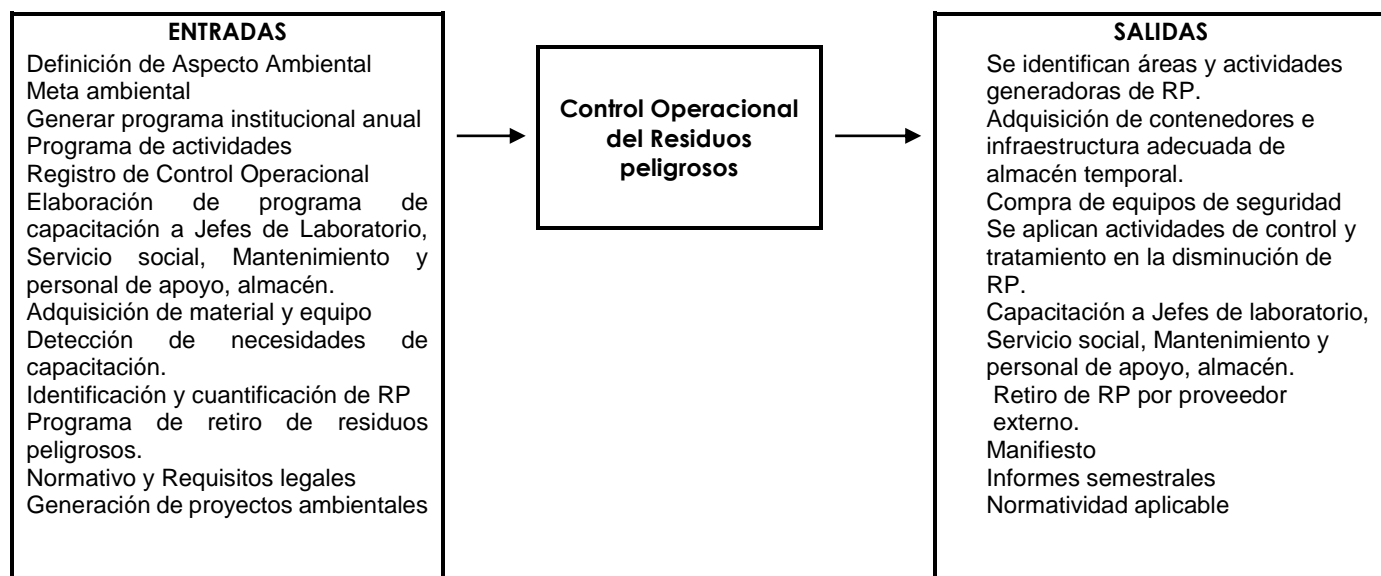 ENTRADAS
Definición de Aspecto Ambiental
Meta ambiental
Generar programa institucional anual
Programa de actividades
Registro de Control Operacional
Elaboración de programa de
capacitación a Jefes de Laboratorio,
Servicio social, Mantenimiento y
personal de apoyo, almacén.
Adquisición de material y equipo
Detección de necesidades de
capacitación.
Identificación y cuantificación de RP
Programa de retiro de residuos
peligrosos.
Normativo y Requisitos legales
Generación de proyectos ambientales
Control Operacional
del Residuos
peligrosos
SALIDAS
Se identifican áreas y actividades
generadoras de RP.
Adquisición de contenedores e
infraestructura adecuada de
almacén temporal.
Compra de equipos de seguridad
Se aplican actividades de control y
tratamiento en la disminución de
RP.
Capacitación a Jefes de laboratorio,
Servicio social, Mantenimiento y
personal de apoyo, almacén.
Retiro de RP por proveedor
externo.
Manifiesto
Informes semestrales
Normatividad aplicable